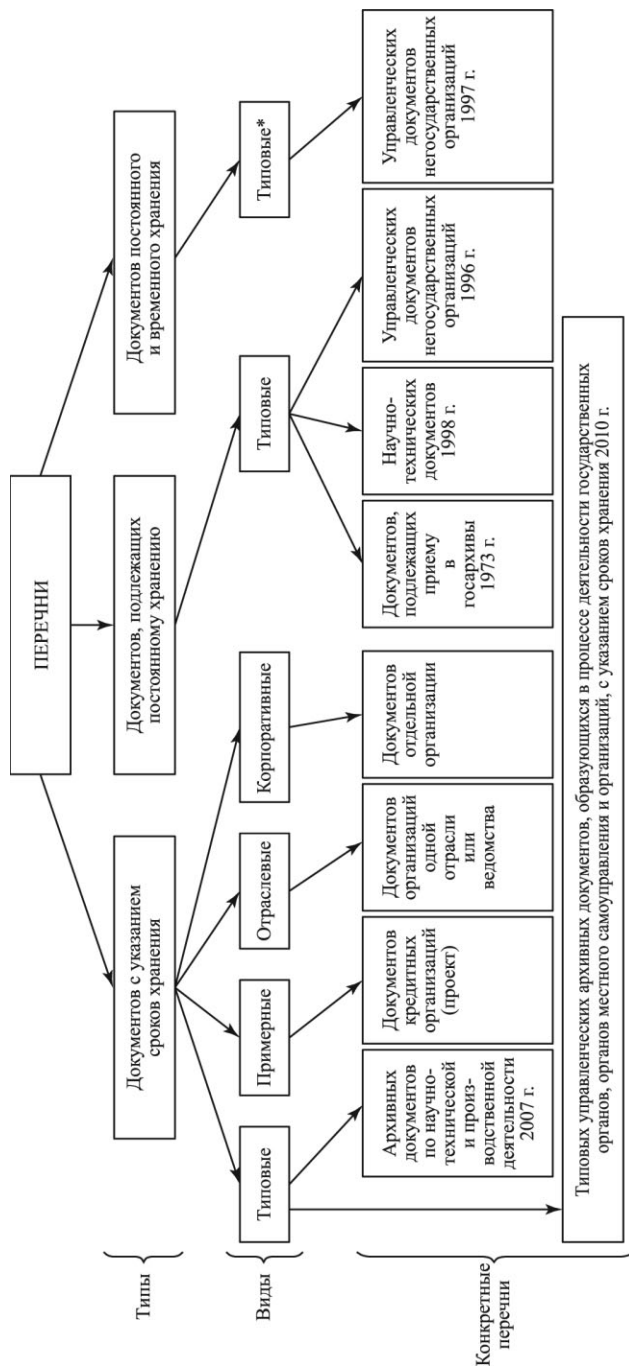 ПЕРЕЧНИ
Типы
Документов с указанием
сроков хранения
Документов, подлежащих
постоянному хранению
Документов постоянного
и временного хранения
Виды
Типовые
Примерные
Отраслевые
Корпоративные
Типовые
Типовые*
Конкретные
перечни
Архивных
документов
по научно-
технической
и произ-
водственной
деятельности
2007 г.
Документов
кредитных
организаций
(проект)
Документов
организаций
одной
отрасли
или
ведомства
Документов
отдельной
организации
Документов,
подлежащих
приему
в
госархивы
1973 г.
Научно-
технических
документов
1998 г.
Управленческих
документов
негосударственных
организаций
1996 г.
Управленческих
документов
негосударственных
организаций
1997 г.
Типовых управленческих архивных документов, образующихся в процессе деятельности государственных
органов, органов местного самоуправления и организаций, с указанием сроков хранения 2010 г.